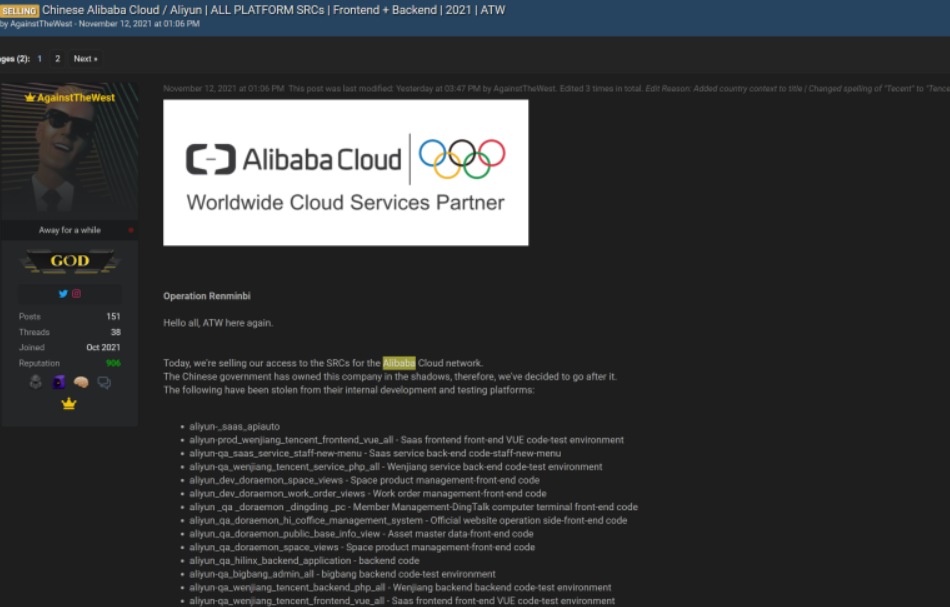 SELLING Chinese Alibaba Cloud / Aliyun | ALL PLATFORM SRCs | Frontend + Backend | 2021 | ATW
by AgainstTheWest - November 12, 2021 at 01:06 PM
ges (2): 1 2 Next »
November 12, 2021 at 01:06 PM This post was last modified: Yesterday at 03:47 PM by AgainstTheWest. Edited 3 times in total. Edit Reason: Added country context to title | Changed spelling of "Tecent" to "Tence
AgainstTheWest
Away for a while
GOD
Posts 151
Threads 38
Joined Oct 2021
Reputation 906
Alibaba Cloud
Worldwide Cloud Services Partner
Operation Renminbi
Hello all, ATW here again.
Today, we're selling our access to the SRCs for the Alibaba Cloud network.
The Chinese government has owned this company in the shadows, therefore, we've decided to go after it.
The following have been stolen from their internal development and testing platforms:
• aliyun-_saas_apiauto
• aliyun-prod_wenjiang_tencent_frontend_vue_all - Saas frontend front-end VUE code-test environment
• aliyun-qa_saas_service_staff-new-menu - Saas service back-end code-staff-new-menu
• aliyun-qa_wenjiang_tencent_service_php_all - Wenjiang service back-end code-test environment
• aliyun_dev_doraemon_space_views - Space product management-front-end code
• aliyun_dev_doraemon_work_order_views - Work order management-front-end code
• aliyun _qa _doraemon _dingding _pc - Member Management-DingTalk computer terminal front-end code
• aliyun_qa_doraemon_hi_coffice_management_system - Official website operation side-front-end code
• aliyun_qa_doraemon_public_base_info_view - Asset master data-front-end code
• aliyun_qa_doraemon_space_views - Space product management-front-end code
• aliyun_qa_hilinx_backend_application - backend code
• aliyun-qa_bigbang_admin_all - bigbang backend code-test environment
• aliyun-qa_wenjiang_tencent_backend_php_all - Wenjiang backend backend code-test environment
• aliyun-qa_wenjiang_tencent_frontend_vue_all - Saas frontend front-end VUE code-test environment